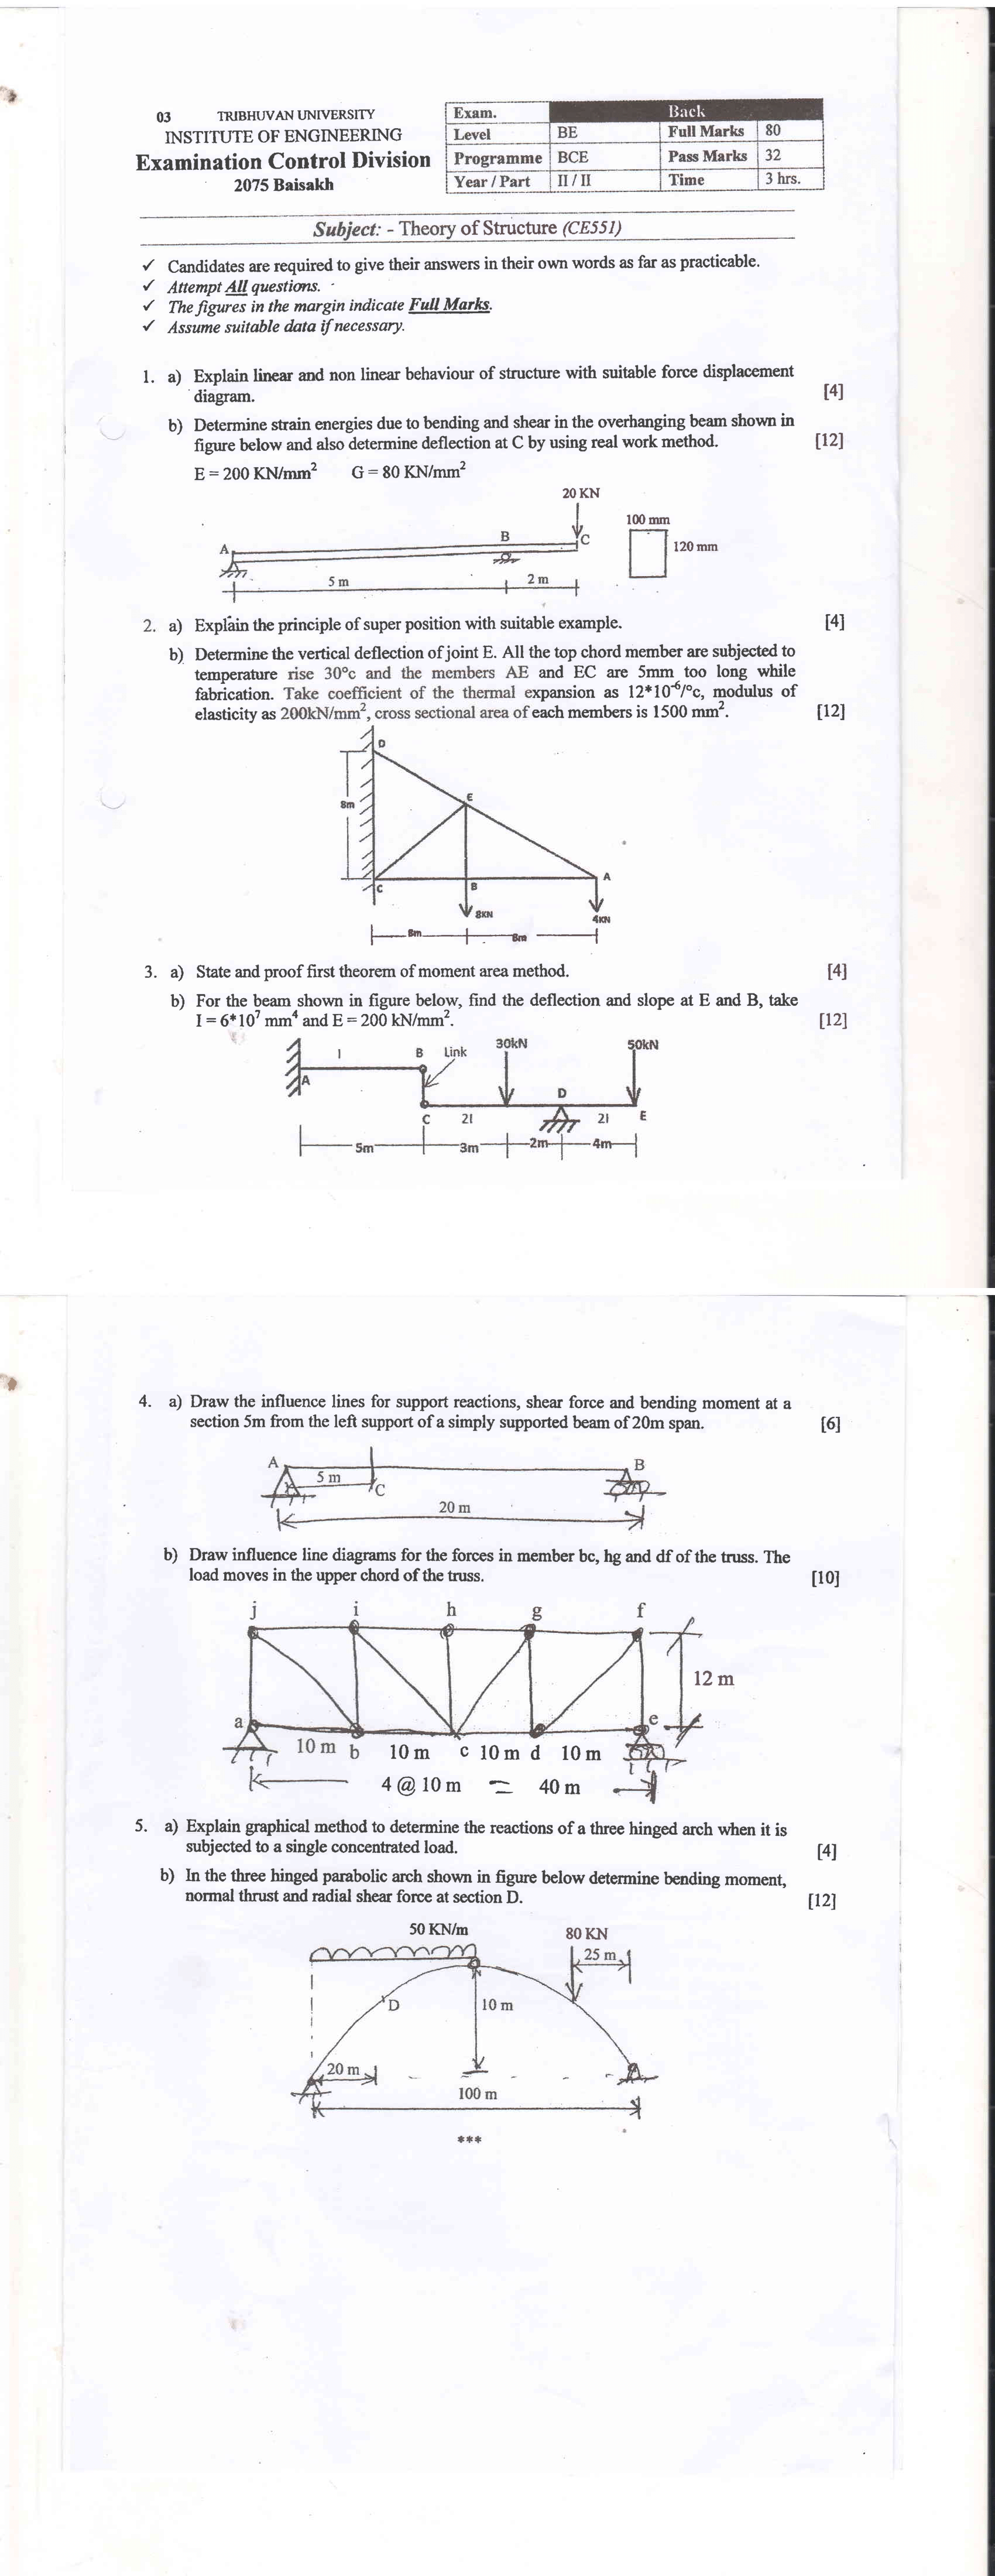 03 TRIBHUVAN UNIVERSITY
INSTITUTE OF ENGINEERING
Examination Control Division
2075 Baisakh
Exam. Back
Level BE Full Marks 80
Programme BCE Pass Marks 32
Year / Part II / II Time 3 hrs.
Subject: - Theory of Structure (CE551)
✓ Candidates are required to give their answers in their own words as far as practicable.
✓ Attempt All questions.
✓ The figures in the margin indicate Full Marks.
✓ Assume suitable data if necessary.
1. a) Explain linear and non linear behaviour of structure with suitable force displacement
diagram. [4]
b) Determine strain energies due to bending and shear in the overhanging beam shown in
figure below and also determine deflection at C by using real work method. [12]
E = 200 KN/mm² G = 80 KN/mm²
20 KN
100 mm
A B C 120 mm
5 m 2 m
2. a) Explain the principle of super position with suitable example. [4]
b) Determine the vertical deflection of joint E. All the top chord member are subjected to
temperature rise 30°c and the members AE and EC are 5mm too long while
fabrication. Take coefficient of the thermal expansion as 12*10⁻⁶/°c, modulus of
elasticity as 200kN/mm², cross sectional area of each members is 1500 mm². [12]
D
E
8m
C B A
8KN 4KN
8m 8m
3. a) State and proof first theorem of moment area method. [4]
b) For the beam shown in figure below, find the deflection and slope at E and B, take
I = 6*10⁷ mm⁴ and E = 200 kN/mm². [12]
I B Link 30kN 50kN
A D
C 2I 2I E
5m 3m 2m 4m
4. a) Draw the influence lines for support reactions, shear force and bending moment at a
section 5m from the left support of a simply supported beam of 20m span. [6]
A B
5 m C
20 m
b) Draw influence line diagrams for the forces in member bc, hg and df of the truss. The
load moves in the upper chord of the truss. [10]
j i h g f
12 m
a e
10 m b 10 m c 10 m d 10 m
4 @ 10 m = 40 m
5. a) Explain graphical method to determine the reactions of a three hinged arch when it is
subjected to a single concentrated load. [4]
b) In the three hinged parabolic arch shown in figure below determine bending moment,
normal thrust and radial shear force at section D. [12]
50 KN/m 80 KN
25 m
D 10 m
20 m
100 m
***